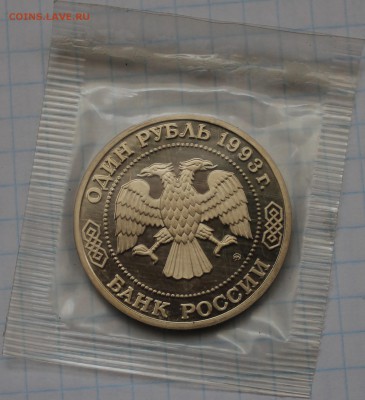 COINS.LAVE.RU
ОДИН РУБЛЬ 1993 г.
БАНК РОССИИ